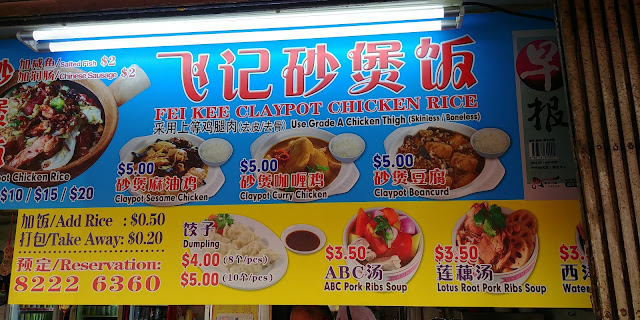 加咸鱼/Salted Fish $2
加润肠/Chinese Sausage $2
飞记砂煲饭
FEI KEE CLAYPOT CHICKEN RICE
采用上等鸡腿肉(去皮/去骨) Use Grade A Chicken Thigh (Skinless / Boneless)
早报
ot Chicken Rice
$10 / $15 / $20
$5.00
砂煲麻油鸡
Claypot Sesame Chicken
$5.00
砂煲咖喱鸡
Claypot Curry Chicken
$5.00
砂煲豆腐
Claypot Beancurd
加饭/Add Rice : $0.50
打包/Take Away: $0.20
预定/Reservation:
8222 6360
饺子
Dumpling
$4.00 (8个/pcs)
$5.00 (10个/pcs)
$3.50
ABC汤
ABC Pork Ribs Soup
$3.50
莲藕汤
Lotus Root Pork Ribs Soup
$3
西
Water